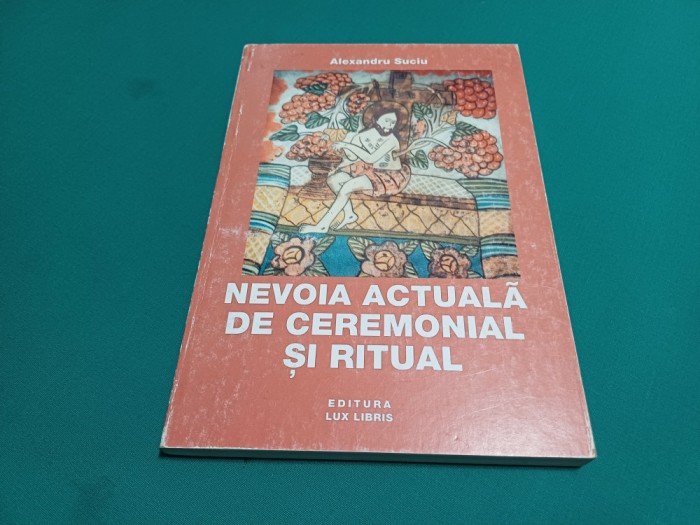 Alexandru Suciu
NEVOIA ACTUALĂ
DE CEREMONIAL
ȘI RITUAL
EDITURA
LUX LIBRIS